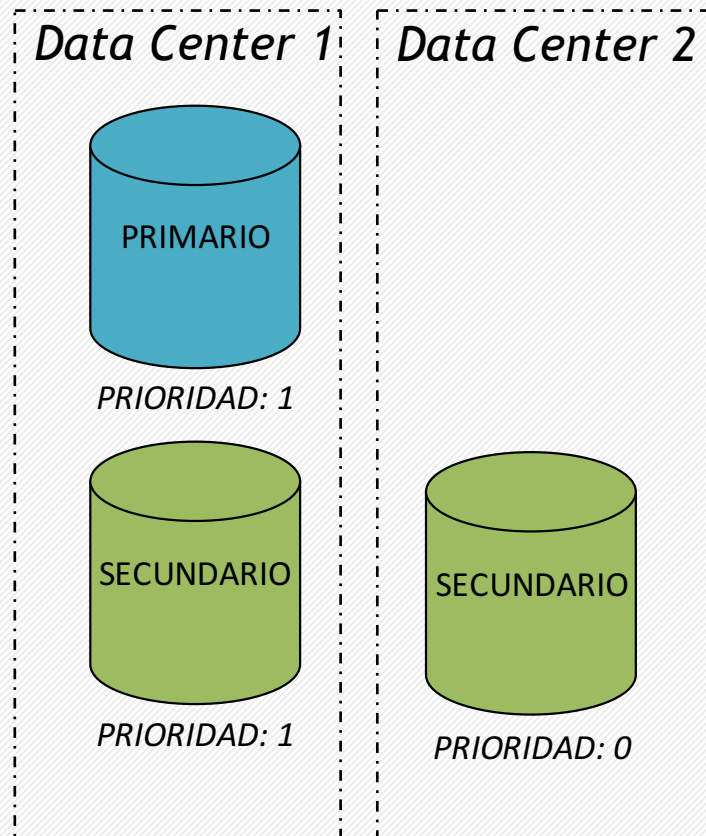 Data Center 1
PRIMARIO
PRIORIDAD: 1
SECUNDARIO
PRIORIDAD: 1
Data Center 2
SECUNDARIO
PRIORIDAD: 0